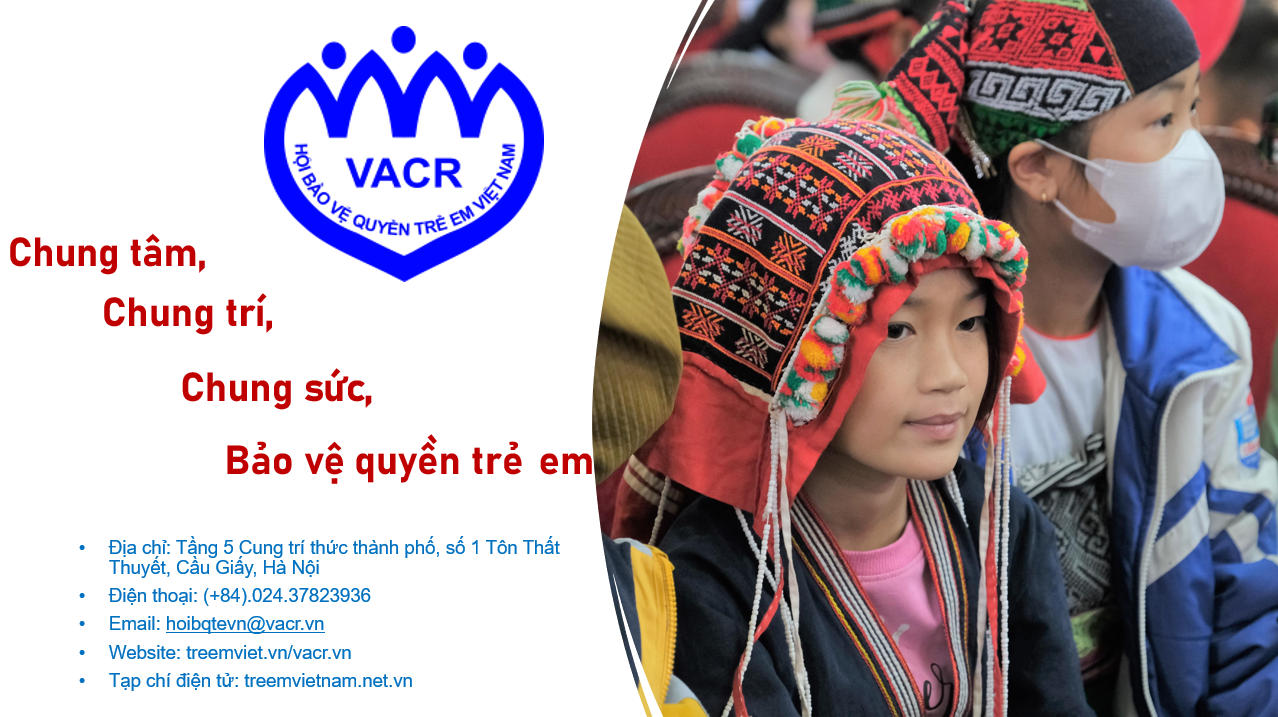 VACR
HỘI BẢO VỆ QUYỀN TRẺ EM VIỆT NAM
Chung tâm,
Chung trí,
Chung sức,
Bảo vệ quyền trẻ em
• Địa chỉ: Tầng 5 Cung trí thức thành phố, số 1 Tôn Thất
Thuyết, Cầu Giấy, Hà Nội
• Điện thoại: (+84).024.37823936
• Email: hoibqtevn@vacr.vn
• Website: treemviet.vn/vacr.vn
• Tạp chí điện tử: treemvietnam.net.vn